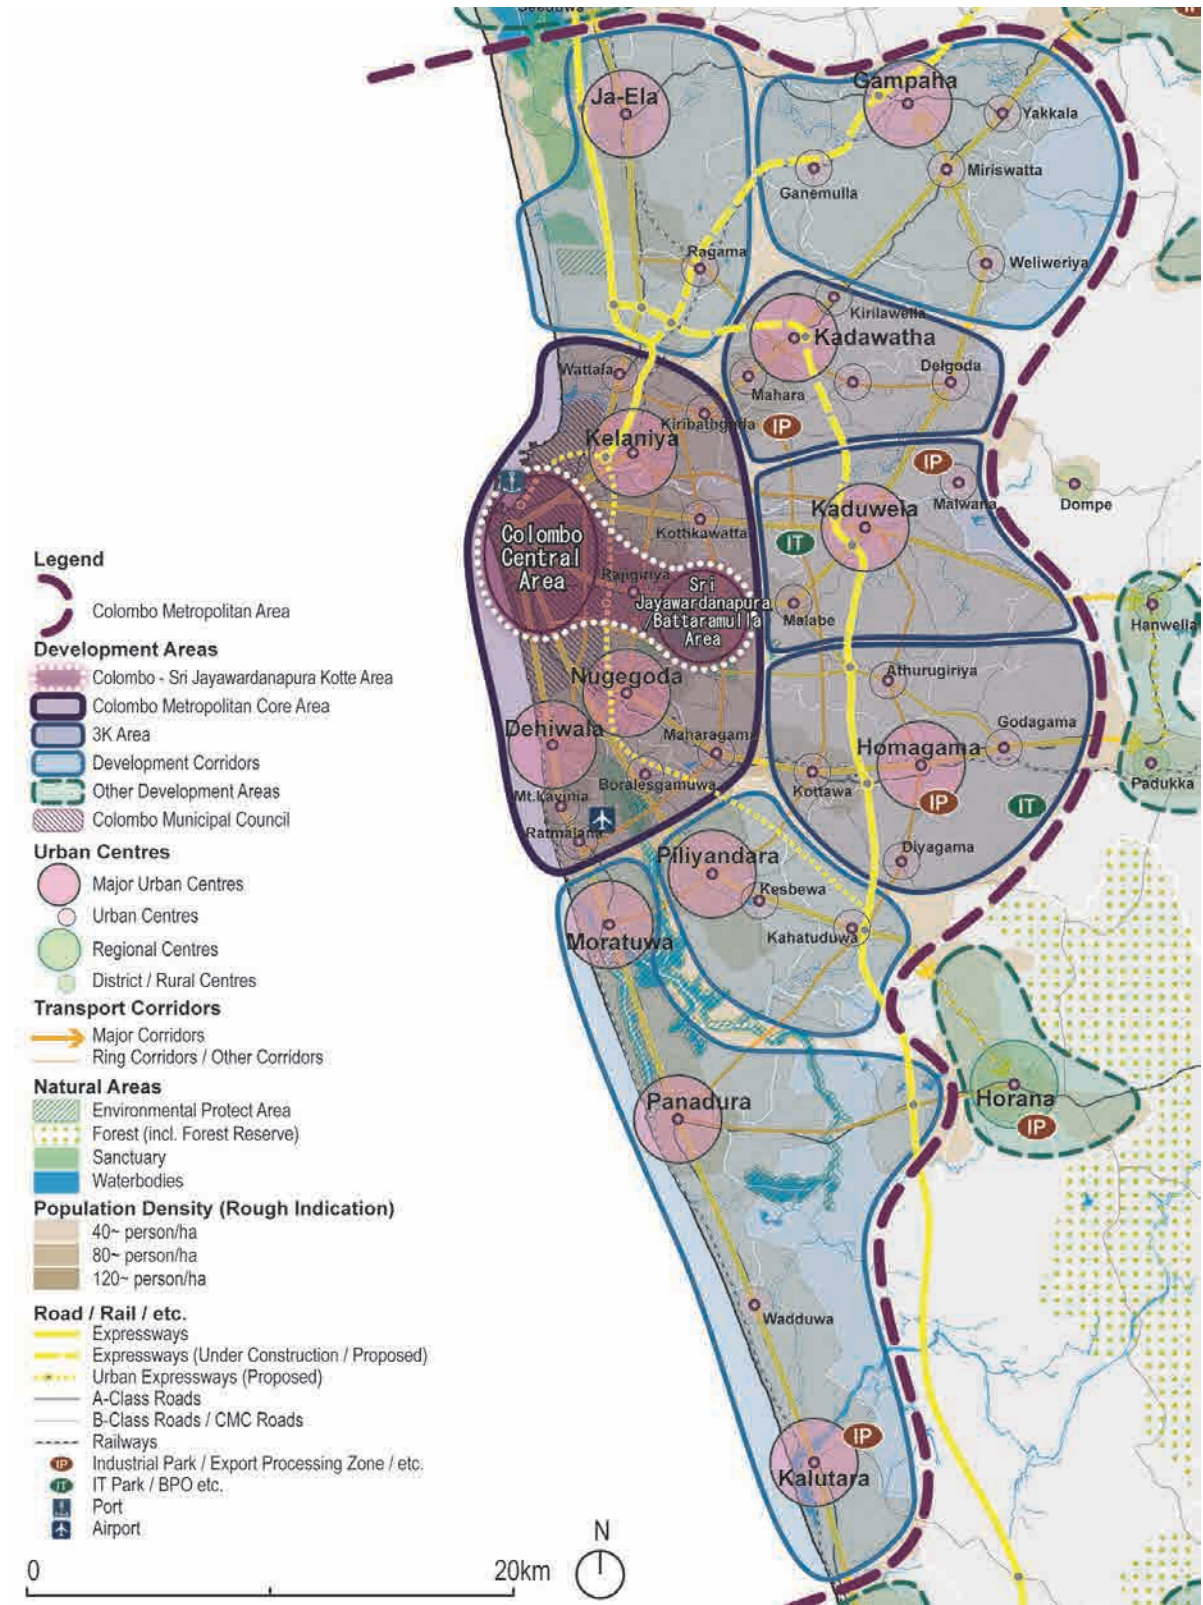 Seeduwa
IP
Ja-Ela
Gampaha
Yakkala
Miriswatta
Ganemulla
Ragama
Weliweriya
Kirilawella
Kadawatha
Delgoda
Mahara
IP
Wattala
Kiribathgoda
Kelaniya
IP
Malwana
Dompe
Kaduwela
Kotikawatta
IT
Colombo
Central
Area
Rajigiriya
Sri
Jayawardanapura
/Battaramulla
Area
Malabe
Hanwella
Nugegoda
Athurugiriya
Dehiwala
Maharagama
Godagama
Homagama
Boralesgamuwa
Kottawa
IP
IT
Padukka
Mt.Lavinia
Ratmalana
Diyagama
Piliyandara
Kesbewa
Kahatuduwa
Moratuwa
Panadura
Horana
IP
Wadduwa
IP
Kalutara
Legend
Colombo Metropolitan Area
Development Areas
Colombo - Sri Jayawardanapura Kotte Area
Colombo Metropolitan Core Area
3K Area
Development Corridors
Other Development Areas
Colombo Municipal Council
Urban Centres
Major Urban Centres
Urban Centres
Regional Centres
District / Rural Centres
Transport Corridors
Major Corridors
Ring Corridors / Other Corridors
Natural Areas
Environmental Protect Area
Forest (incl. Forest Reserve)
Sanctuary
Waterbodies
Population Density (Rough Indication)
40~ person/ha
80~ person/ha
120~ person/ha
Road / Rail / etc.
Expressways
Expressways (Under Construction / Proposed)
Urban Expressways (Proposed)
A-Class Roads
B-Class Roads / CMC Roads
Railways
IP Industrial Park / Export Processing Zone / etc.
IT IT Park / BPO etc.
Port
Airport
0 20km
N